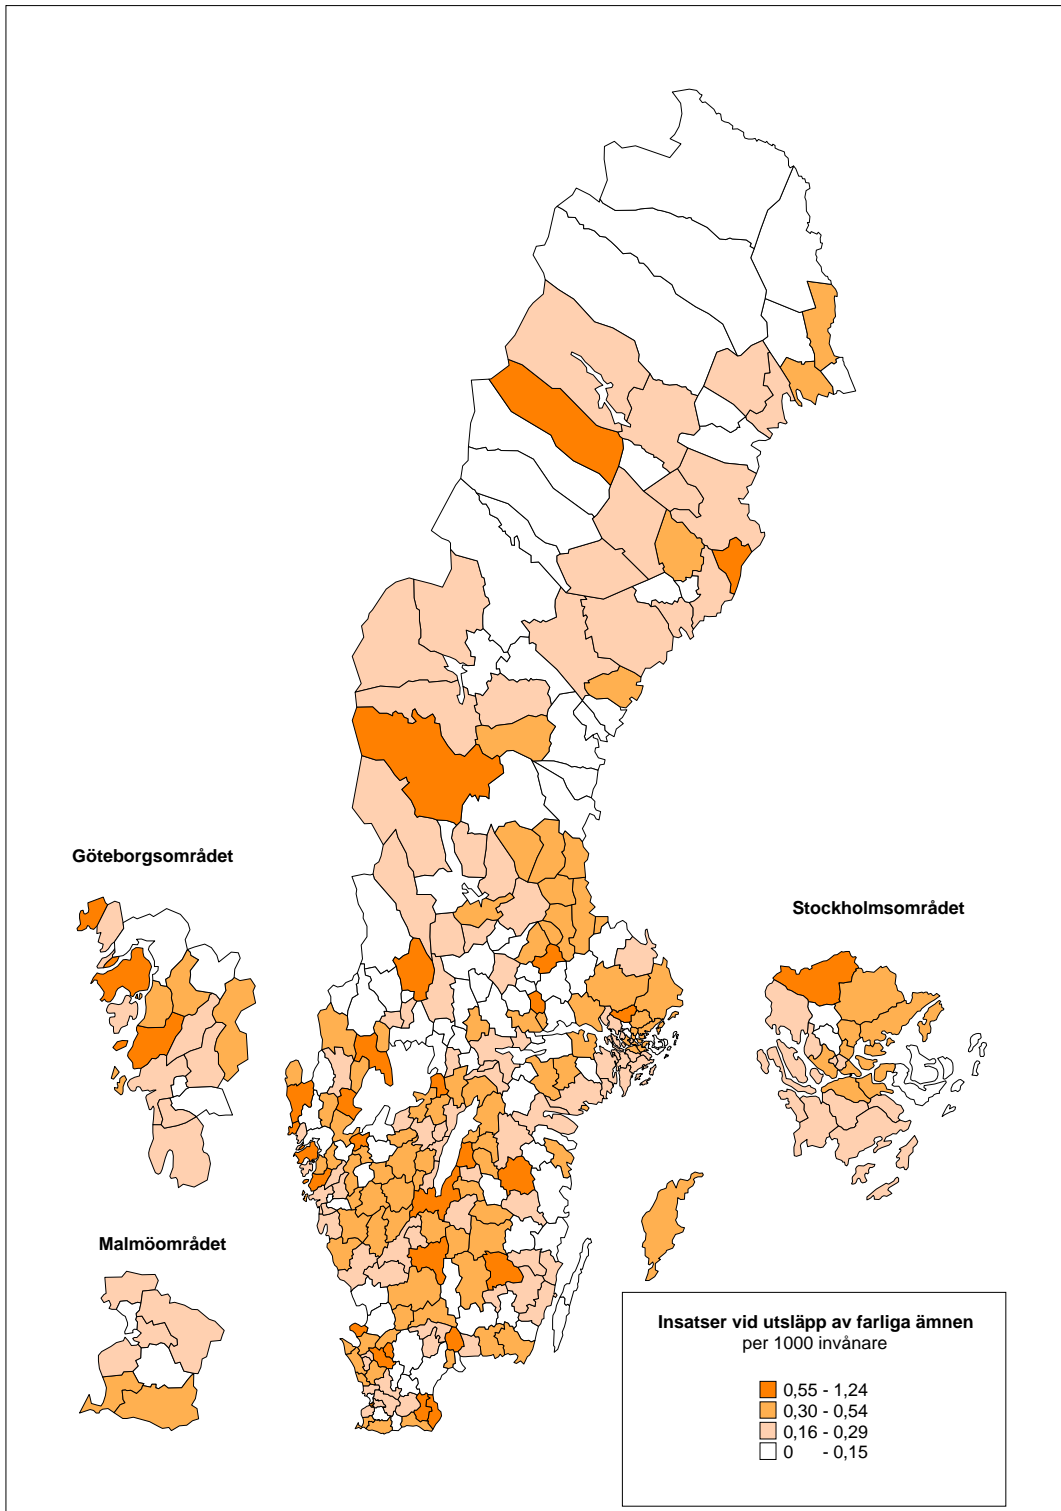 Göteborgsområdet
Stockholmsområdet
Malmöområdet
Insatser vid utsläpp av farliga ämnen
per 1000 invånare
0,55 - 1,24
0,30 - 0,54
0,16 - 0,29
0 - 0,15